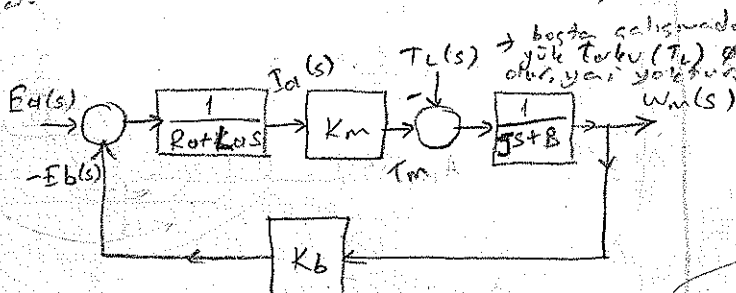 TL(s) → boşta çalışmada
yük torku (TL) ø
olur, yani yoktur
Ea(s)
1
Ra+Las
Ia(s)
Km
-
Tm
1
Js+B
Wm(s)
-Eb(s)
Kb